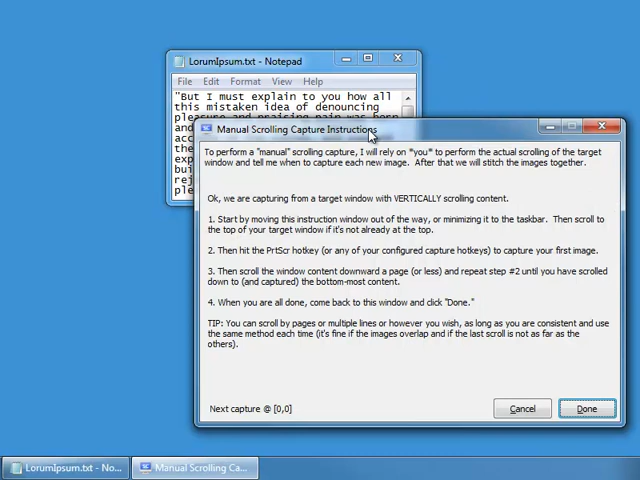 LorumIpsum.txt - Notepad
File Edit Format View Help
"But I must explain to you how all
this mistaken idea of denouncing
pleasure and praising pain was born
Manual Scrolling Capture Instructions
To perform a "manual" scrolling capture, I will rely on *you* to perform the actual scrolling of the target
window and tell me when to capture each new image. After that we will stitch the images together.
Ok, we are capturing from a target window with VERTICALLY scrolling content.
1. Start by moving this instruction window out of the way, or minimizing it to the taskbar. Then scroll to
the top of your target window if it's not already at the top.
2. Then hit the PrtScr hotkey (or any of your configured capture hotkeys) to capture your first image.
3. Then scroll the window content downward a page (or less) and repeat step #2 until you have scrolled
down to (and captured) the bottom-most content.
4. When you are all done, come back to this window and click "Done."
TIP: You can scroll by pages or multiple lines or however you wish, as long as you are consistent and use
the same method each time (it's fine if the images overlap and if the last scroll is not as far as the
others).
Next capture @ [0,0]
Cancel Done
LorumIpsum.txt - No... Manual Scrolling Ca...